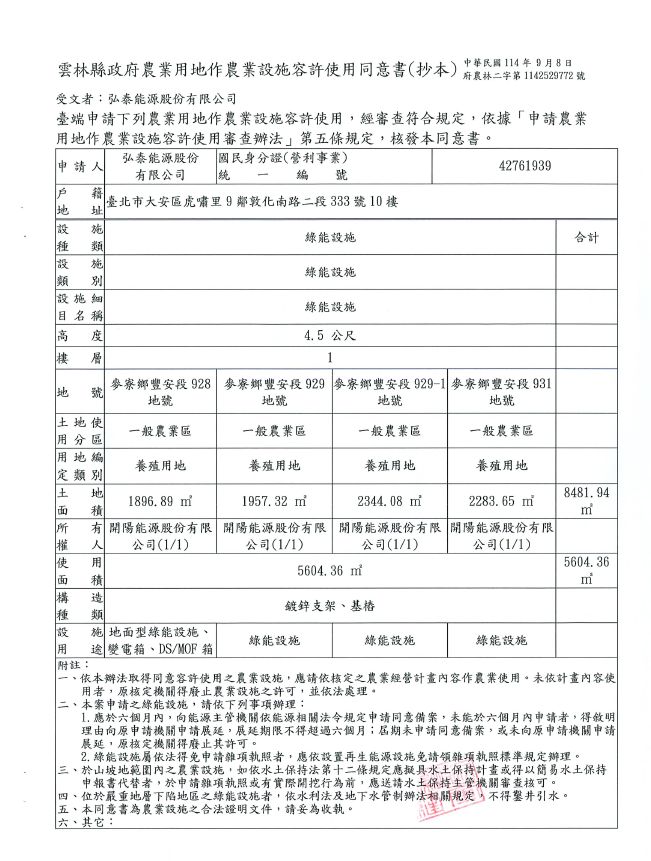 雲林縣政府農業用地作農業設施容許使用同意書(抄本)
中華民國 114 年 9 月 8 日
府農林二字第 1142529772 號
受文者：弘泰能源股份有限公司
臺端申請下列農業用地作農業設施容許使用，經審查符合規定，依據「申請農業
用地作農業設施容許使用審查辦法」第五條規定，核發本同意書。
申請人 弘泰能源股份有限公司 國民身分證(營利事業)統一編號 42761939
戶籍地址 臺北市大安區虎嘯里 9 鄰敦化南路二段 333 號 10 樓
設施種類 綠能設施 合計
設施類別 綠能設施
設施細目名稱 綠能設施
高度 4.5 公尺
樓層 1
地號 麥寮鄉豐安段 928 地號 麥寮鄉豐安段 929 地號 麥寮鄉豐安段 929-1 地號 麥寮鄉豐安段 931 地號
土地使用分區 一般農業區 一般農業區 一般農業區 一般農業區
用地編定類別 養殖用地 養殖用地 養殖用地 養殖用地
土地面積 1896.89 ㎡ 1957.32 ㎡ 2344.08 ㎡ 2283.65 ㎡ 8481.94 ㎡
所有權人 開陽能源股份有限公司(1/1) 開陽能源股份有限公司(1/1) 開陽能源股份有限公司(1/1) 開陽能源股份有限公司(1/1)
使用面積 5604.36 ㎡ 5604.36 ㎡
構造種類 鍍鋅支架、基樁
設施用途 地面型綠能設施、變電箱、DS/MOF 箱 綠能設施 綠能設施 綠能設施
附註：
一、依本辦法取得同意容許使用之農業設施，應請依核定之農業經營計畫內容作農業使用。未依計畫內容使
用者，原核定機關得廢止農業設施之許可，並依法處理。
二、本案申請之綠能設施，請依下列事項辦理：
1.應於六個月內，向能源主管機關依能源相關法令規定申請同意備案，未能於六個月內申請者，得敘明
理由向原申請機關申請展延，展延期限不得超過六個月；屆期未申請同意備案，或未向原申請機關申請
展延，原核定機關得廢止其許可。
2.綠能設施屬依法得免申請雜項執照者，應依設置再生能源設施免請領雜項執照標準規定辦理。
三、於山坡地範圍內之農業設施，如依水土保持法第十二條規定應擬具水土保持計畫或得以簡易水土保持
申報書代替者，於申請雜項執照或有實際開挖行為前，應送請水土保持主管機關審查核可。
四、位於嚴重地層下陷地區之綠能設施者，依水利法及地下水管制辦法相關規定，不得鑿井引水。
五、本同意書為農業設施之合法證明文件，請妥為收執。
六、其它：